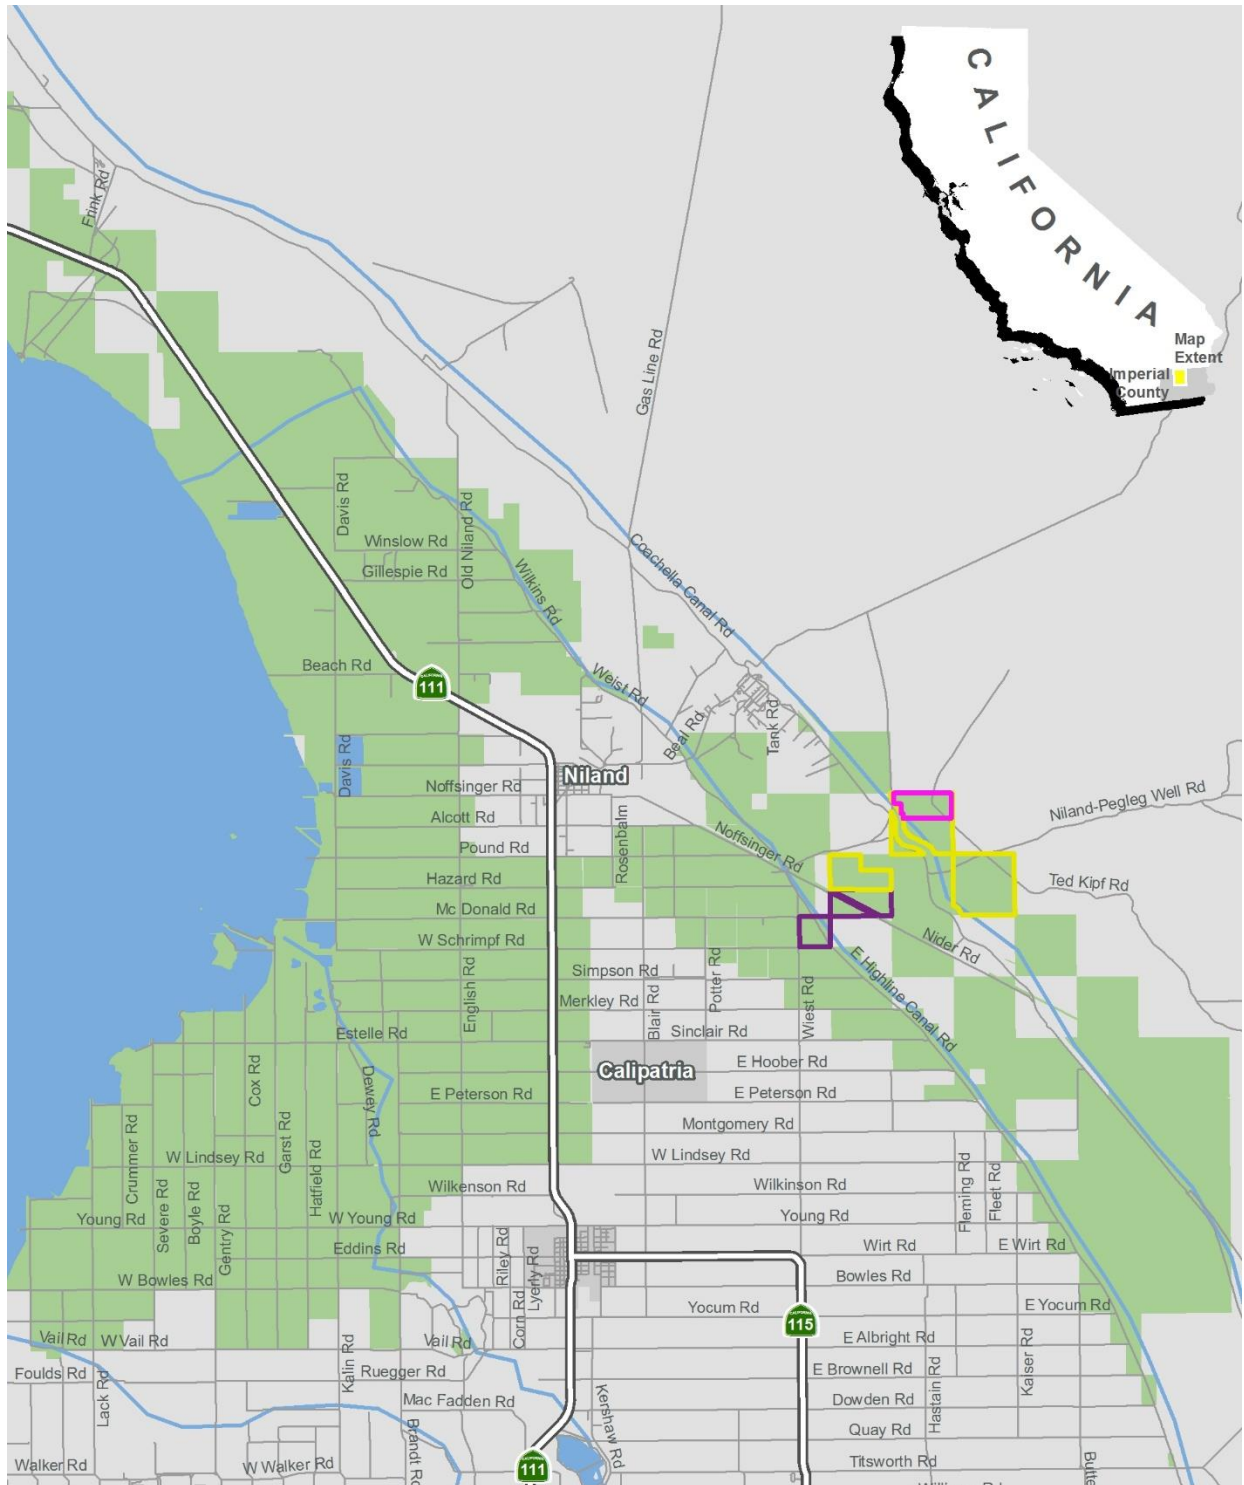 CALIFORNIA
Map
Extent
Imperial
County
Frink Rd
Gas Line Rd
Davis Rd
Old Niland Rd
Winslow Rd
Gillespie Rd
Wilkins Rd
Coachella Canal Rd
Beach Rd
CALIFORNIA
111
Weist Rd
Beal Rd
Tank Rd
Davis Rd
Niland
Noffsinger Rd
Niland-Pegleg Well Rd
Alcott Rd
Rosenbalm
Noffsinger Rd
Pound Rd
Hazard Rd
Ted Kipf Rd
Mc Donald Rd
W Schrimpf Rd
Nider Rd
E Highline Canal Rd
English Rd
Simpson Rd
Potter Rd
Wiest Rd
Merkley Rd
Blair Rd
Estelle Rd
Sinclair Rd
Cox Rd
Dewey Rd
Calipatria
E Hoober Rd
E Peterson Rd
E Peterson Rd
Crummer Rd
Garst Rd
Montgomery Rd
W Lindsey Rd
W Lindsey Rd
Hatfield Rd
Severe Rd
Boyle Rd
Gentry Rd
Wilkenson Rd
Wilkinson Rd
Fleming Rd
Fleet Rd
Young Rd
W Young Rd
Young Rd
Eddins Rd
Riley Rd
Lyerly Rd
Wirt Rd
E Wirt Rd
W Bowles Rd
Bowles Rd
Corn Rd
Yocum Rd
E Yocum Rd
CALIFORNIA
115
Vail Rd
W Vail Rd
Vail Rd
E Albright Rd
Foulds Rd
Kalin Rd
Ruegger Rd
E Brownell Rd
Kaiser Rd
Lack Rd
Mac Fadden Rd
Kershaw Rd
Dowden Rd
Hastain Rd
Brandt Rd
Quay Rd
Walker Rd
W Walker Rd
CALIFORNIA
111
Titsworth Rd
Butte